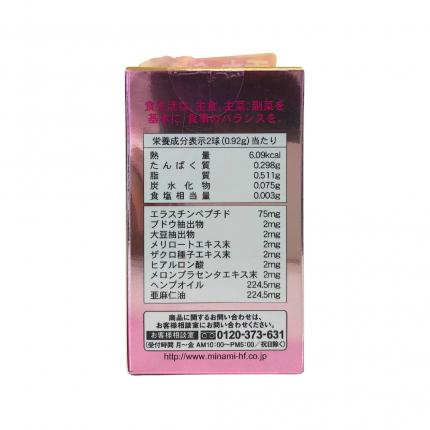 食生活は、主食、主菜、副菜を
基本に、食事のバランスを。
栄養成分表示2球(0.92g)当たり
熱量 6.09kcal
たんぱく質 0.298g
脂質 0.511g
炭水化物 0.075g
食塩相当量 0.003g
エラスチンペプチド 75mg
ブドウ抽出物 2mg
大豆抽出物 2mg
メリロートエキス末 2mg
ザクロ種子エキス末 2mg
ヒアルロン酸 2mg
メロンプラセンタエキス末 2mg
ヘンプオイル 224.5mg
亜麻仁油 224.5mg
商品に関するお問い合わせは、
お客様相談室にお問い合わせください。
お客様相談室 0120-373-631
(受付時間 月~金 AM10:00~PM5:00/祝日除く)
http://www.minami-hf.co.jp